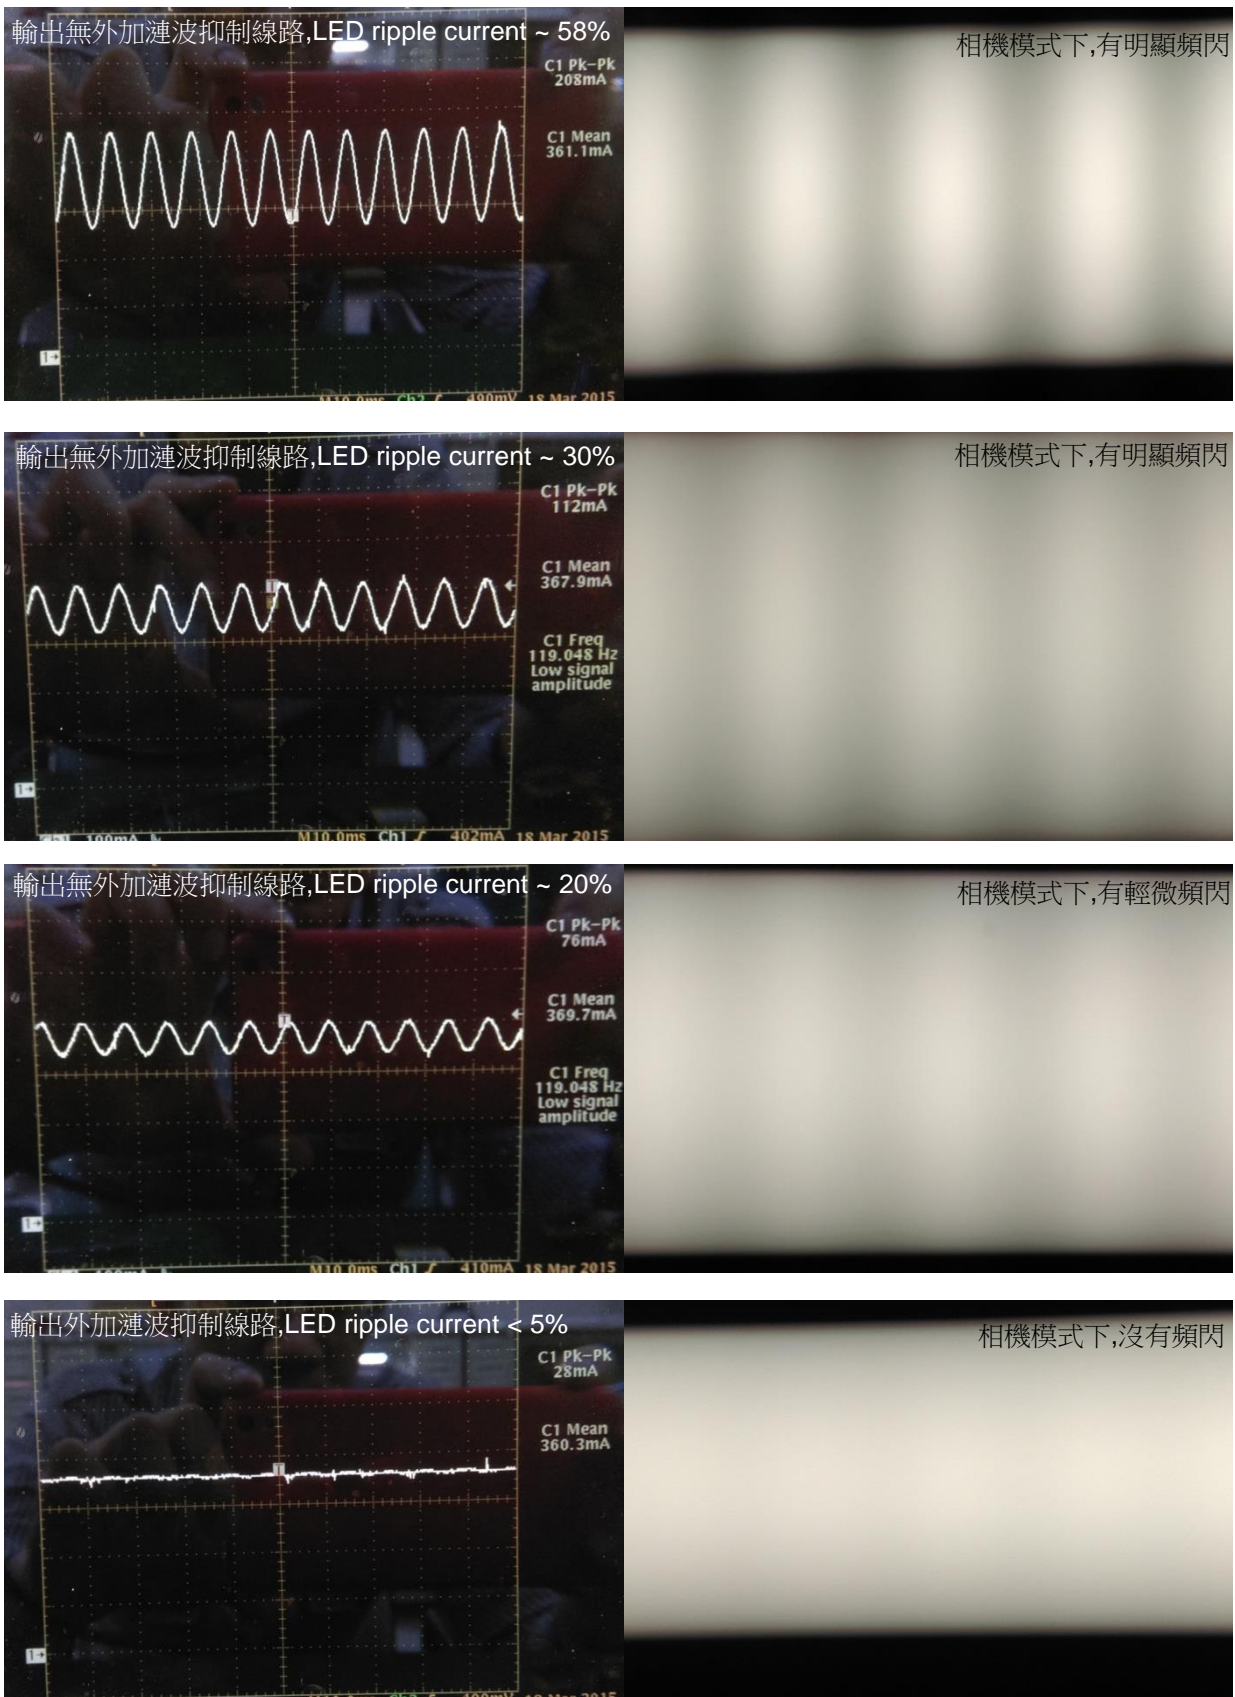 輸出無外加漣波抑制線路,LED ripple current ~ 58%
相機模式下,有明顯頻閃
C1 Pk-Pk
208mA
C1 Mean
361.1mA
1→
M10.0ms Ch2 490mV 18 Mar 2015
輸出無外加漣波抑制線路,LED ripple current ~ 30%
相機模式下,有明顯頻閃
C1 Pk-Pk
112mA
C1 Mean
367.9mA
C1 Freq
119.048 Hz
Low signal
amplitude
1→
Ch1 100mA M10.0ms Ch1 402mA 18 Mar 2015
輸出無外加漣波抑制線路,LED ripple current ~ 20%
相機模式下,有輕微頻閃
C1 Pk-Pk
76mA
C1 Mean
369.7mA
C1 Freq
119.048 Hz
Low signal
amplitude
1→
100mA M10.0ms Ch1 410mA 18 Mar 2015
輸出外加漣波抑制線路,LED ripple current < 5%
相機模式下,沒有頻閃
C1 Pk-Pk
28mA
C1 Mean
360.3mA
1→